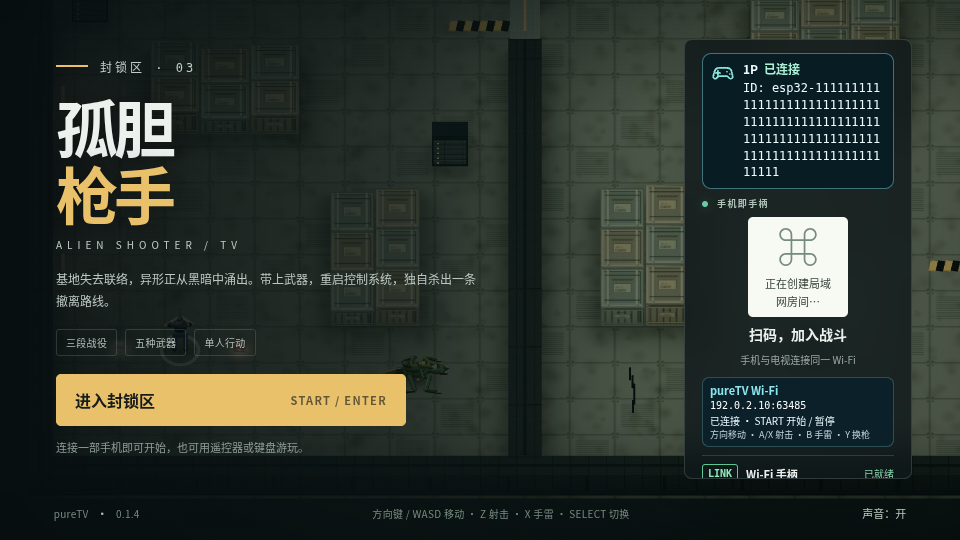 封锁区 · 03
孤胆
枪手
ALIEN SHOOTER / TV
基地失去联络，异形正从黑暗中涌出。带上武器，重启控制系统，独自杀出一条
撤离路线。
三段战役
五种武器
单人行动
进入封锁区
START / ENTER
连接一部手机即可开始，也可用遥控器或键盘游玩。
1P 已连接
ID: esp32-111111111
1111111111111111111
1111111111111111111
1111111111111111111
1111111111111111111
11111
手机即手柄
正在创建局域
网房间…
扫码，加入战斗
手机与电视连接同一 Wi-Fi
pureTV Wi-Fi
192.0.2.10:63485
已连接 · START 开始 / 暂停
方向移动 · A/X 射击 · B 手雷 · Y 换枪
LINK Wi-Fi 手柄 已就绪
pureTV · 0.1.4
方向键 / WASD 移动 · Z 射击 · X 手雷 · SELECT 切换
声音：开